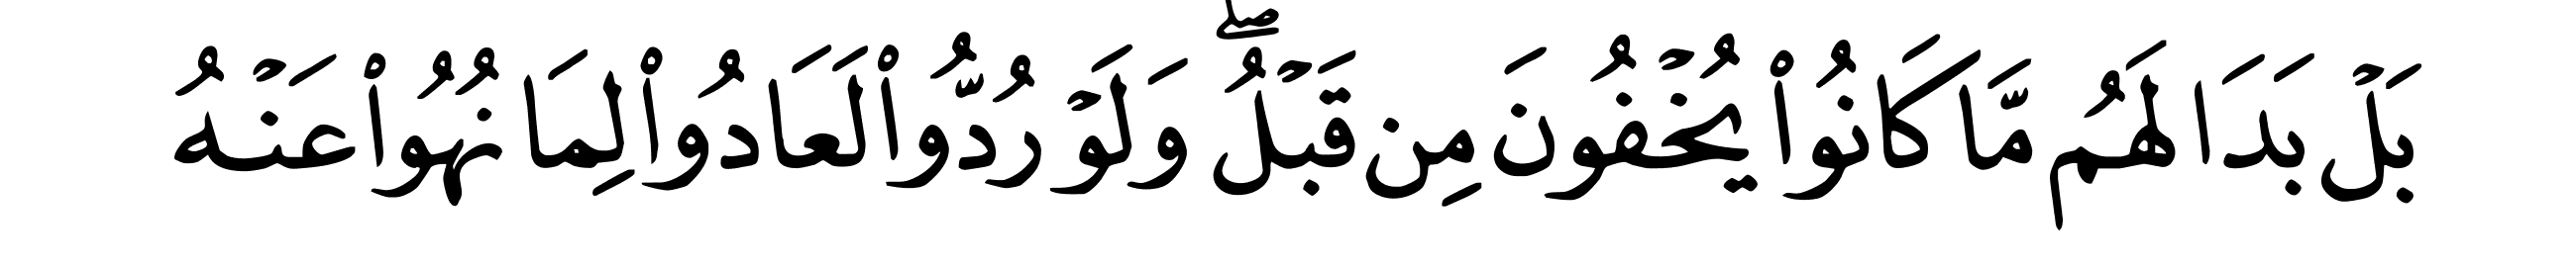 بَلۡ بَدَا لَهُم مَّا كَانُواْ يُخۡفُونَ مِن قَبۡلُۖ وَلَوۡ رُدُّواْ لَعَادُواْ لِمَا نُهُواْ عَنۡهُ